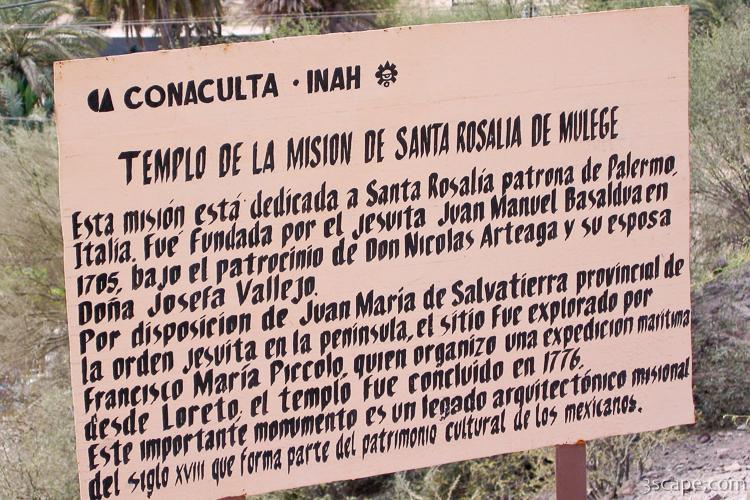 CONACULTA · INAH
TEMPLO DE LA MISION DE SANTA ROSALIA DE MULEGE
Esta misión está dedicada a Santa Rosalía patrona de Palermo,
Italia. Fué fundada por el jesuita Juan Manuel Basaldua en
1705, bajo el patrocinio de Don Nicolas Arteaga y su esposa
Doña Josefa Vallejo.
Por disposicion de Juan María de Salvatierra provincial de
la orden jesuita en la península, el sitio fue explorado por
Francisco María Piccolo, quien organizo una expedición marítima
desde Loreto, el templo fue concluido en 1776.
Este importante monumento es un legado arquitectónico misional
del siglo XVIII que forma parte del patrimonio cultural de los mexicanos.
3scape.com